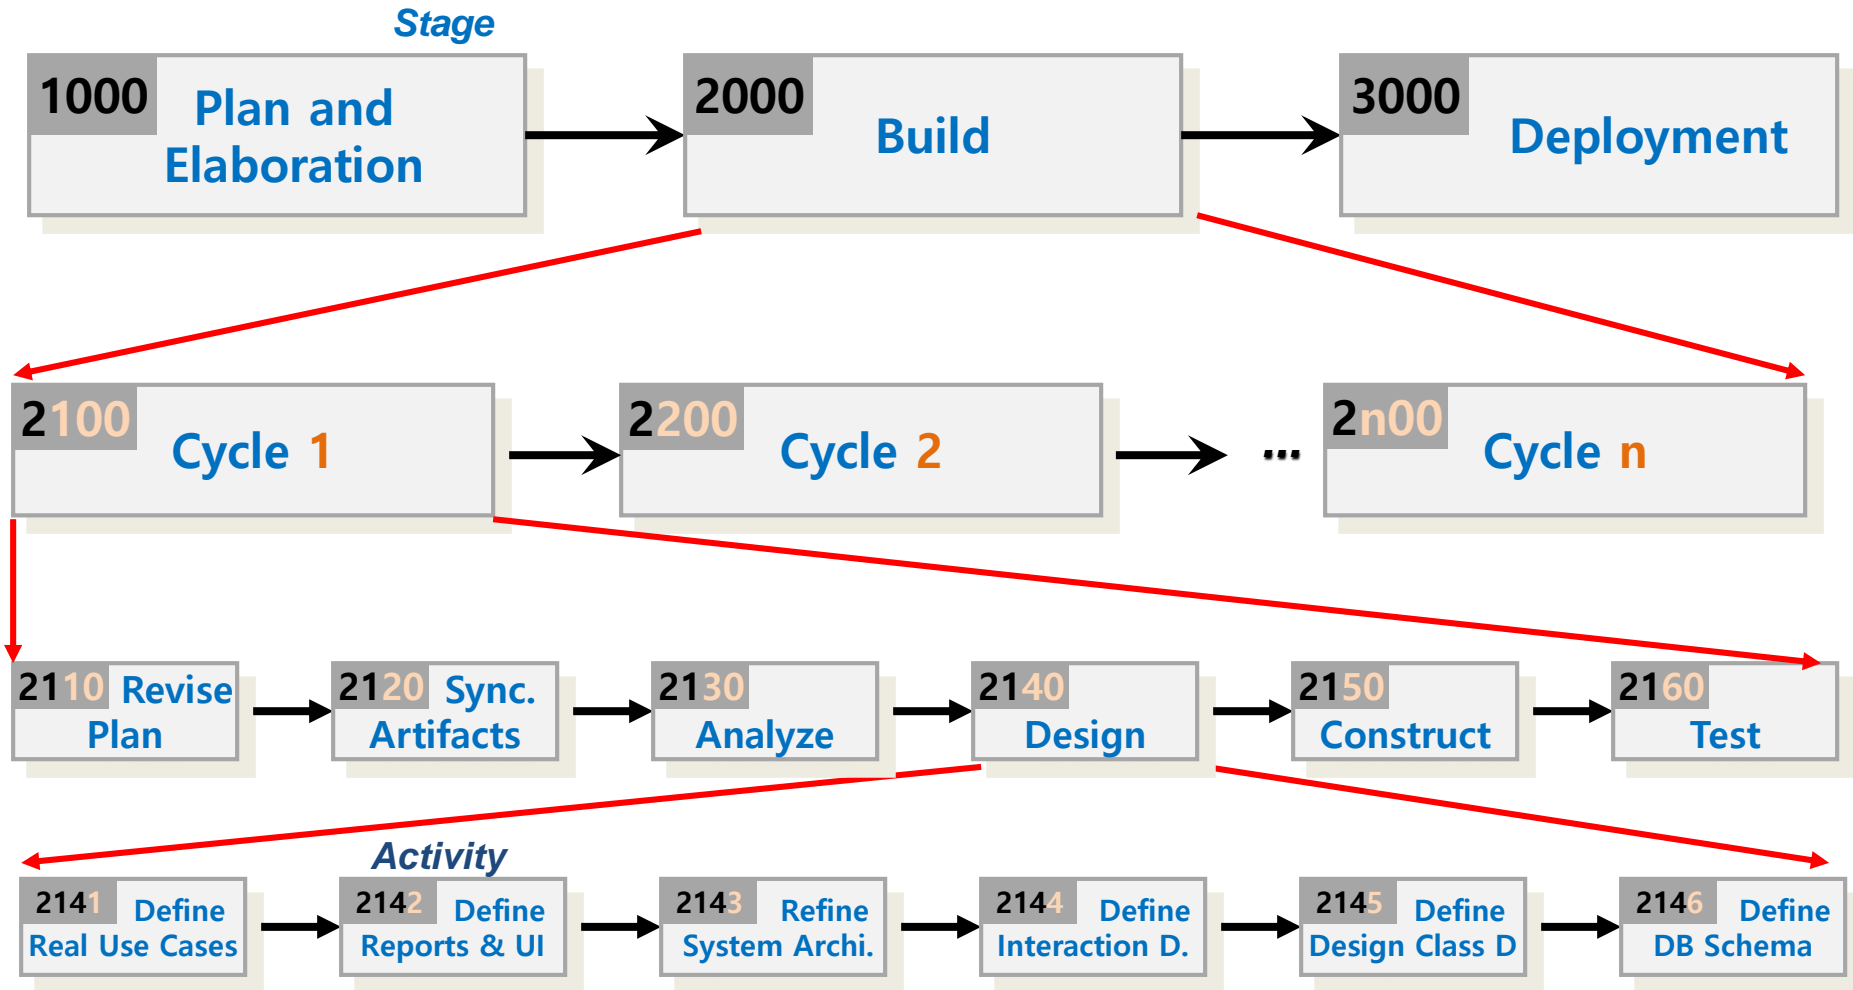 Stage
1000 Plan and
Elaboration
2000
Build
3000
Deployment
2100
Cycle 1
2200
Cycle 2
...
2n00
Cycle n
2110 Revise
Plan
2120 Sync.
Artifacts
2130
Analyze
2140
Design
2150
Construct
2160
Test
Activity
2141 Define
Real Use Cases
2142 Define
Reports & UI
2143 Refine
System Archi.
2144 Define
Interaction D.
2145 Define
Design Class D
2146 Define
DB Schema